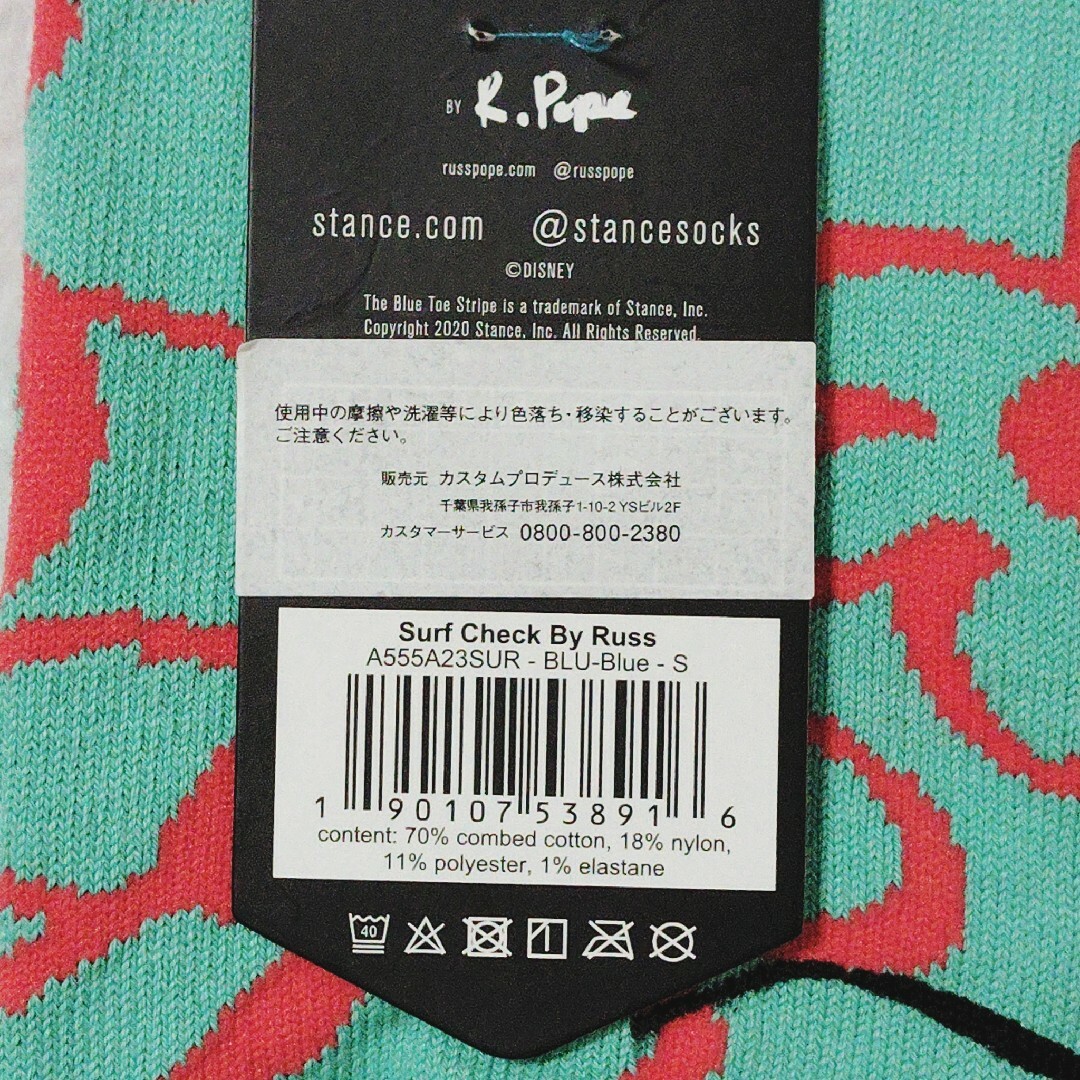 BY R. Pope
russpope.com @russpope
stance.com @stancesocks
©DISNEY
The Blue Toe Stripe is a trademark of Stance, Inc.
Copyright 2020 Stance, Inc. All Rights Reserved.
使用中の摩擦や洗濯等により色落ち・移染することがございます。
ご注意ください。
販売元 カスタムプロデュース株式会社
千葉県我孫子市我孫子1-10-2 YSビル2F
カスタマーサービス 0800-800-2380
Surf Check By Russ
A555A23SUR - BLU-Blue - S
1 90107 53891 6
content: 70% combed cotton, 18% nylon,
11% polyester, 1% elastane
40